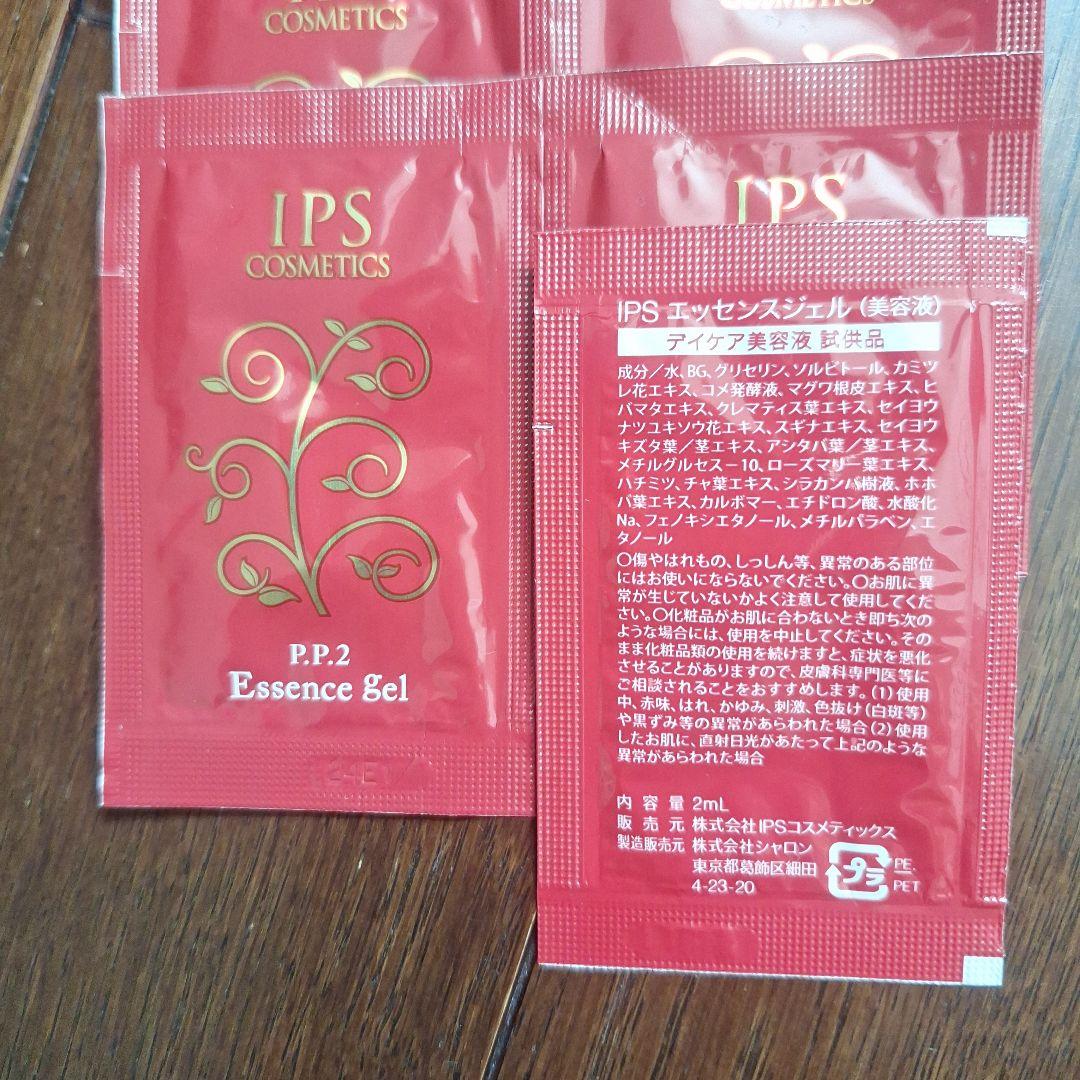 COSMETICS
COSMETICS
IPS
COSMETICS
P.P.2
Essence gel
IPS
IPS エッセンスジェル（美容液）
デイケア美容液 試供品
成分／水、BG、グリセリン、ソルビトール、カミツ
レ花エキス、コメ発酵液、マグワ根皮エキス、ヒ
バマタエキス、クレマティス葉エキス、セイヨウ
ナツユキソウ花エキス、スギナエキス、セイヨウ
キズタ葉／茎エキス、アシタバ葉／茎エキス、
メチルグルセス－10、ローズマリー葉エキス、
ハチミツ、チャ葉エキス、シラカンバ樹液、ホホ
バ葉エキス、カルボマー、エチドロン酸、水酸化
Na、フェノキシエタノール、メチルパラベン、エ
タノール
○傷やはれもの、しっしん等、異常のある部位
にはお使いにならないでください。○お肌に異
常が生じていないかよく注意して使用してくだ
さい。○化粧品がお肌に合わないとき即ち次の
ような場合には、使用を中止してください。その
まま化粧品類の使用を続けますと、症状を悪化
させることがありますので、皮膚科専門医等に
ご相談されることをおすすめします。（1）使用
中、赤味、はれ、かゆみ、刺激、色抜け（白斑等）
や黒ずみ等の異常があらわれた場合（2）使用
したお肌に、直射日光があたって上記のような
異常があらわれた場合
内容量 2mL
販売元 株式会社IPSコスメティックス
製造販売元 株式会社シャロン
東京都葛飾区細田
4-23-20
プラ
PE,
PET